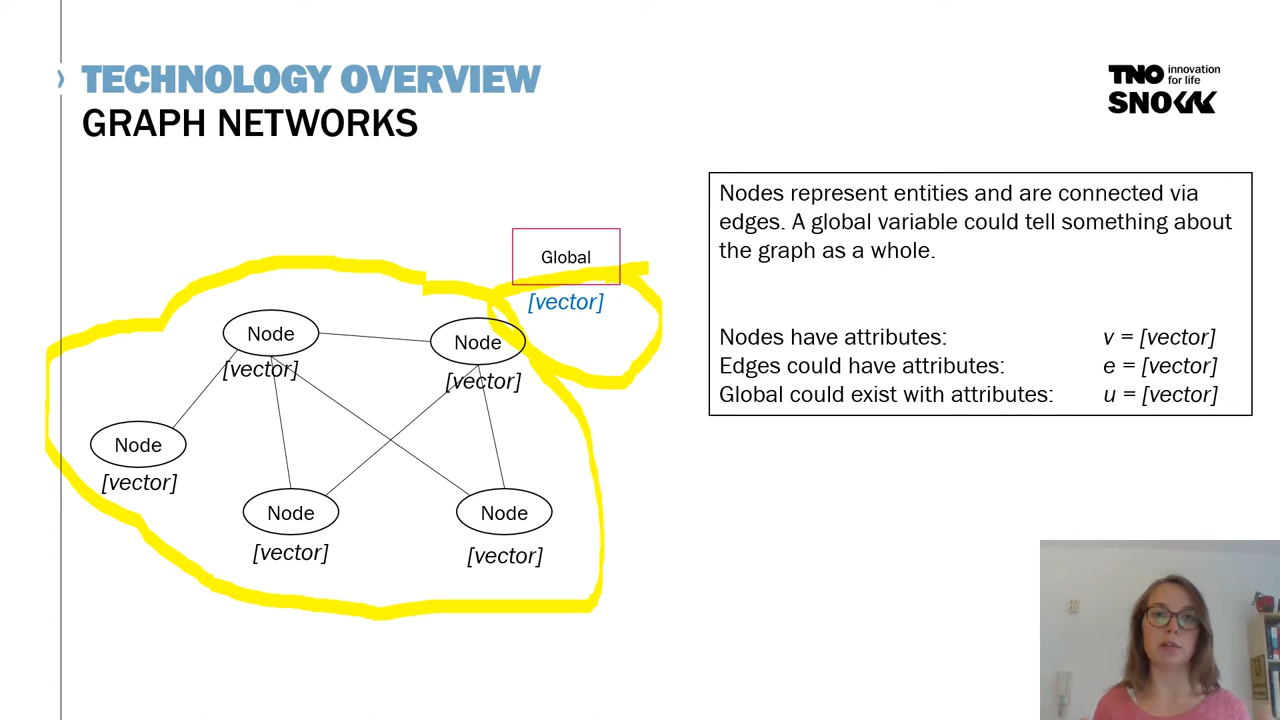 TECHNOLOGY OVERVIEW
GRAPH NETWORKS
TNO innovation
for life
SNOW
Nodes represent entities and are connected via
edges. A global variable could tell something about
the graph as a whole.
Nodes have attributes: v = [vector]
Edges could have attributes: e = [vector]
Global could exist with attributes: u = [vector]
Global
[vector]
Node
[vector]
Node
[vector]
Node
[vector]
Node
[vector]
Node
[vector]